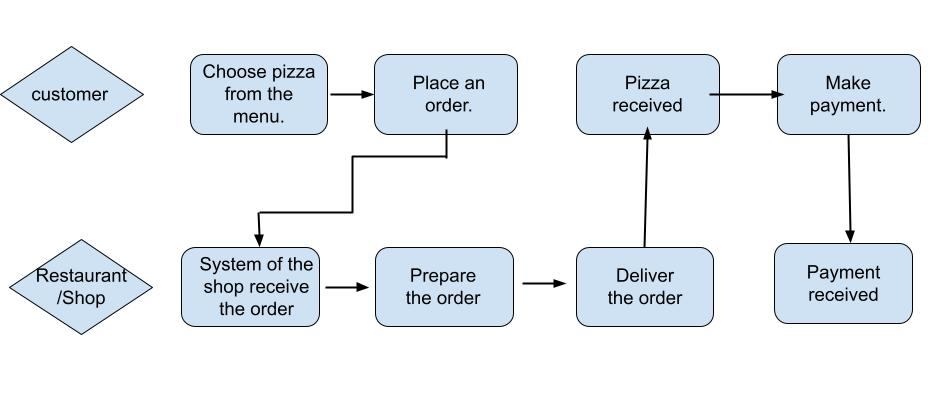 customer
Choose pizza
from the
menu.
Place an
order.
Pizza
received
Make
payment.
Restaurant
/Shop
System of the
shop receive
the order
Prepare
the order
Deliver
the order
Payment
received